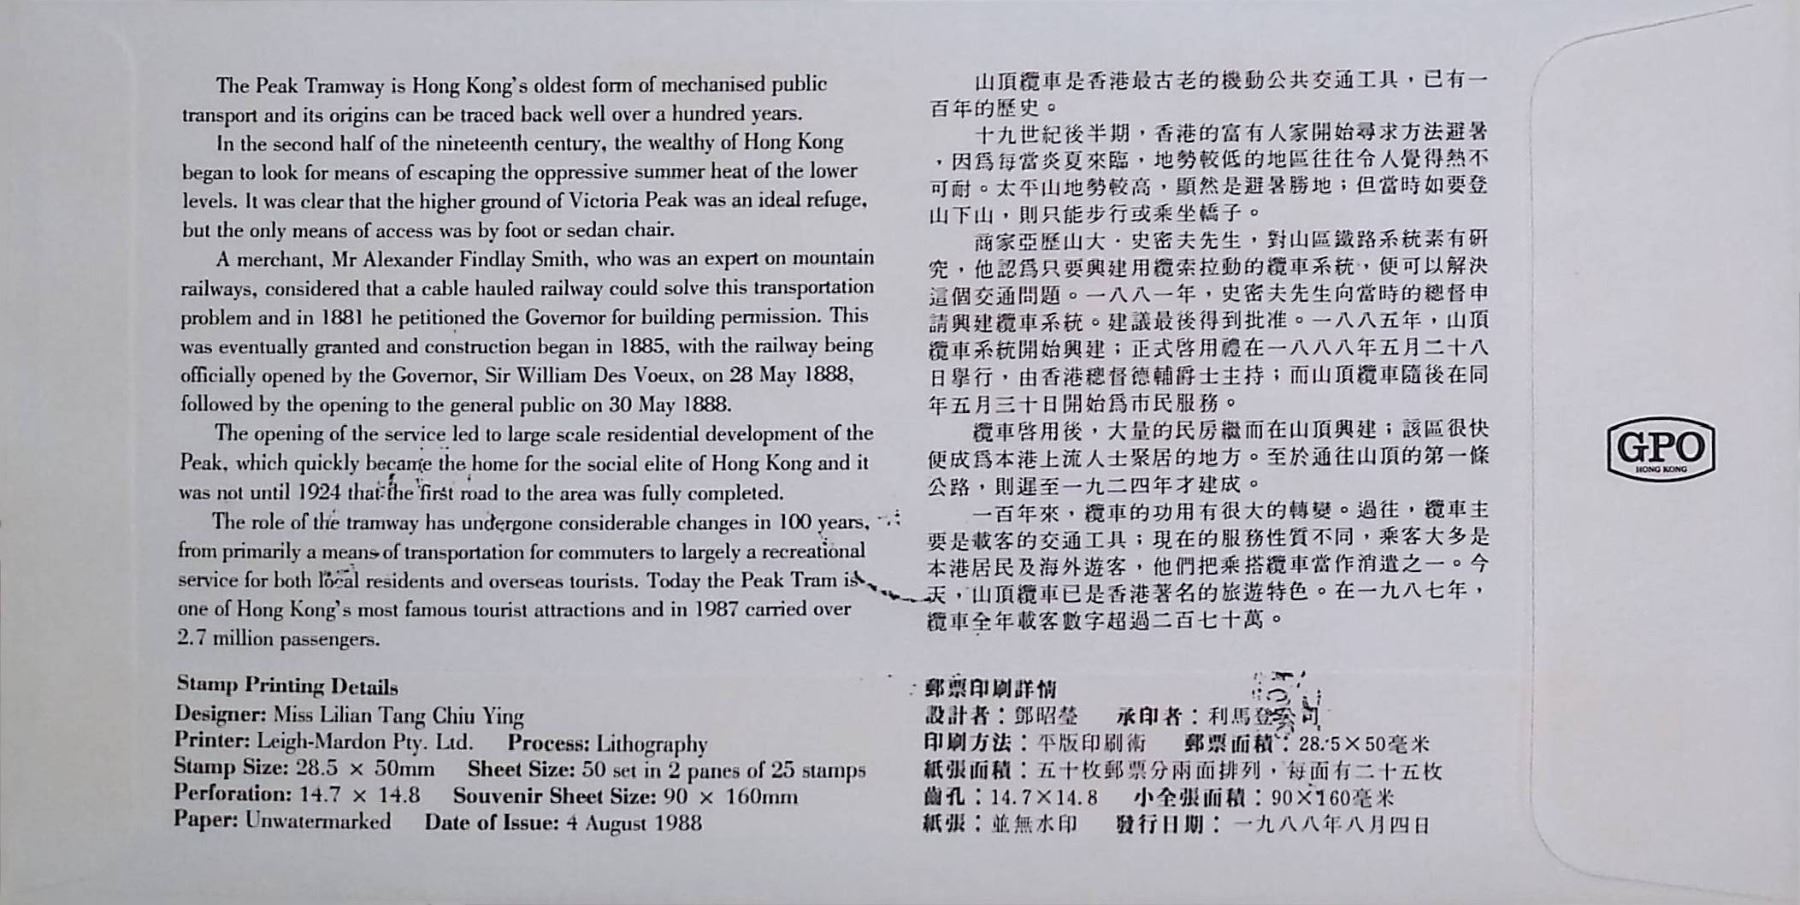 The Peak Tramway is Hong Kong's oldest form of mechanised public
transport and its origins can be traced back well over a hundred years.
In the second half of the nineteenth century, the wealthy of Hong Kong
began to look for means of escaping the oppressive summer heat of the lower
levels. It was clear that the higher ground of Victoria Peak was an ideal refuge,
but the only means of access was by foot or sedan chair.
A merchant, Mr Alexander Findlay Smith, who was an expert on mountain
railways, considered that a cable hauled railway could solve this transportation
problem and in 1881 he petitioned the Governor for building permission. This
was eventually granted and construction began in 1885, with the railway being
officially opened by the Governor, Sir William Des Voeux, on 28 May 1888,
followed by the opening to the general public on 30 May 1888.
The opening of the service led to large scale residential development of the
Peak, which quickly became the home for the social elite of Hong Kong and it
was not until 1924 that the first road to the area was fully completed.
The role of the tramway has undergone considerable changes in 100 years,
from primarily a means of transportation for commuters to largely a recreational
service for both local residents and overseas tourists. Today the Peak Tram is
one of Hong Kong's most famous tourist attractions and in 1987 carried over
2.7 million passengers.
Stamp Printing Details
Designer: Miss Lilian Tang Chiu Ying
Printer: Leigh-Mardon Pty. Ltd. Process: Lithography
Stamp Size: 28.5 × 50mm Sheet Size: 50 set in 2 panes of 25 stamps
Perforation: 14.7 × 14.8 Souvenir Sheet Size: 90 × 160mm
Paper: Unwatermarked Date of Issue: 4 August 1988
山頂纜車是香港最古老的機動公共交通工具，已有一
百年的歷史。
十九世紀後半期，香港的富有人家開始尋求方法避暑
，因爲每當炎夏來臨，地勢較低的地區往往令人覺得熱不
可耐。太平山地勢較高，顯然是避暑勝地；但當時如要登
山下山，則只能步行或乘坐轎子。
商家亞歷山大·史密夫先生，對山區鐵路系統素有研
究，他認爲只要興建用纜索拉動的纜車系統，便可以解決
這個交通問題。一八八一年，史密夫先生向當時的總督申
請興建纜車系統。建議最後得到批准。一八八五年，山頂
纜車系統開始興建；正式啓用禮在一八八八年五月二十八
日舉行，由香港總督德輔爵士主持；而山頂纜車隨後在同
年五月三十日開始爲市民服務。
纜車啓用後，大量的民房繼而在山頂興建；該區很快
便成爲本港上流人士聚居的地方。至於通往山頂的第一條
公路，則遲至一九二四年才建成。
一百年來，纜車的功用有很大的轉變。過往，纜車主
要是載客的交通工具；現在的服務性質不同，乘客大多是
本港居民及海外遊客，他們把乘搭纜車當作消遣之一。今
天，山頂纜車已是香港著名的旅遊特色。在一九八七年，
纜車全年載客數字超過二百七十萬。
郵票印刷詳情
設計者：鄧昭瑩 承印者：利馬登公司
印刷方法：平版印刷術 郵票面積：28.5×50毫米
紙張面積：五十枚郵票分兩面排列，每面有二十五枚
齒孔：14.7×14.8 小全張面積：90×160毫米
紙張：並無水印 發行日期：一九八八年八月四日
GPO
HONG KONG